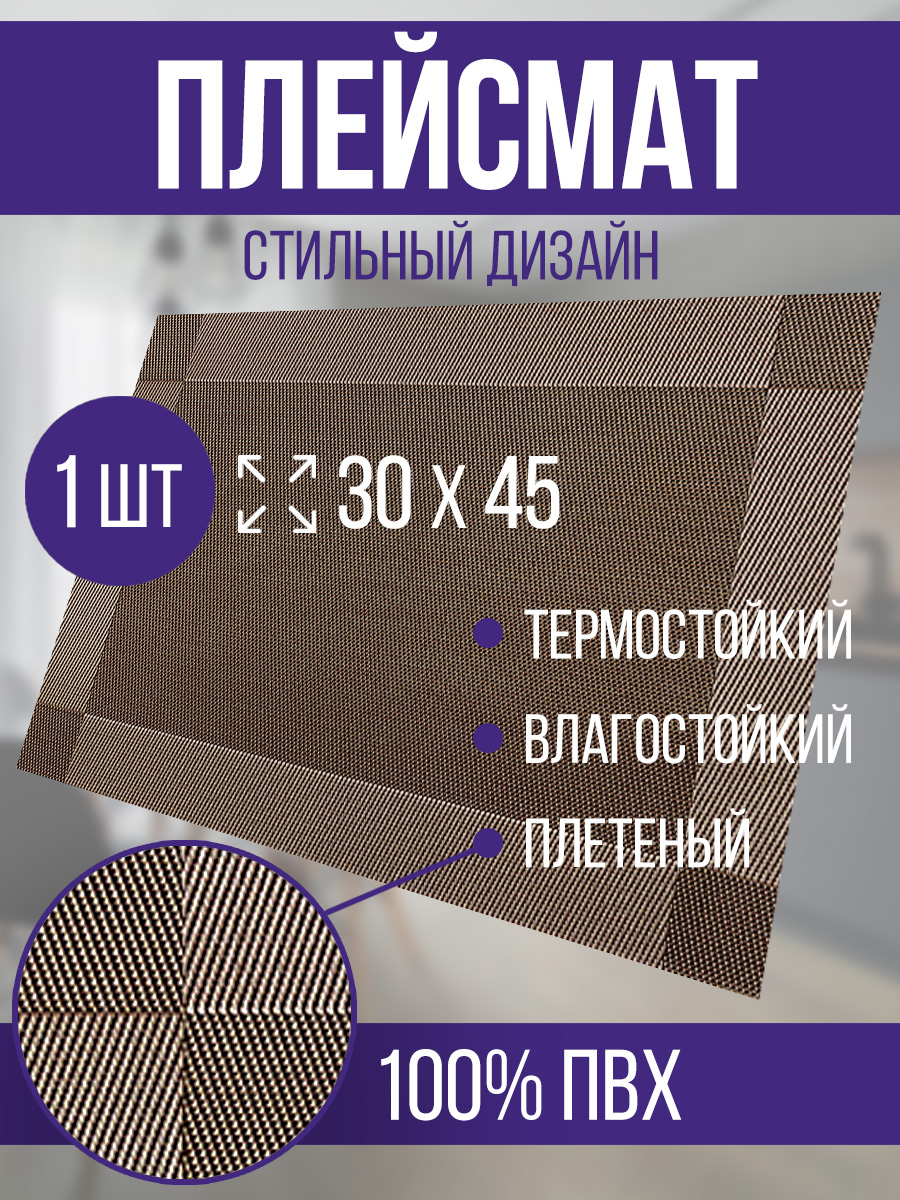 ПЛЕЙСМАТ
СТИЛЬНЫЙ ДИЗАЙН
1 ШТ
30 X 45
ТЕРМОСТОЙКИЙ
ВЛАГОСТОЙКИЙ
ПЛЕТЕНЫЙ
100% ПВХ